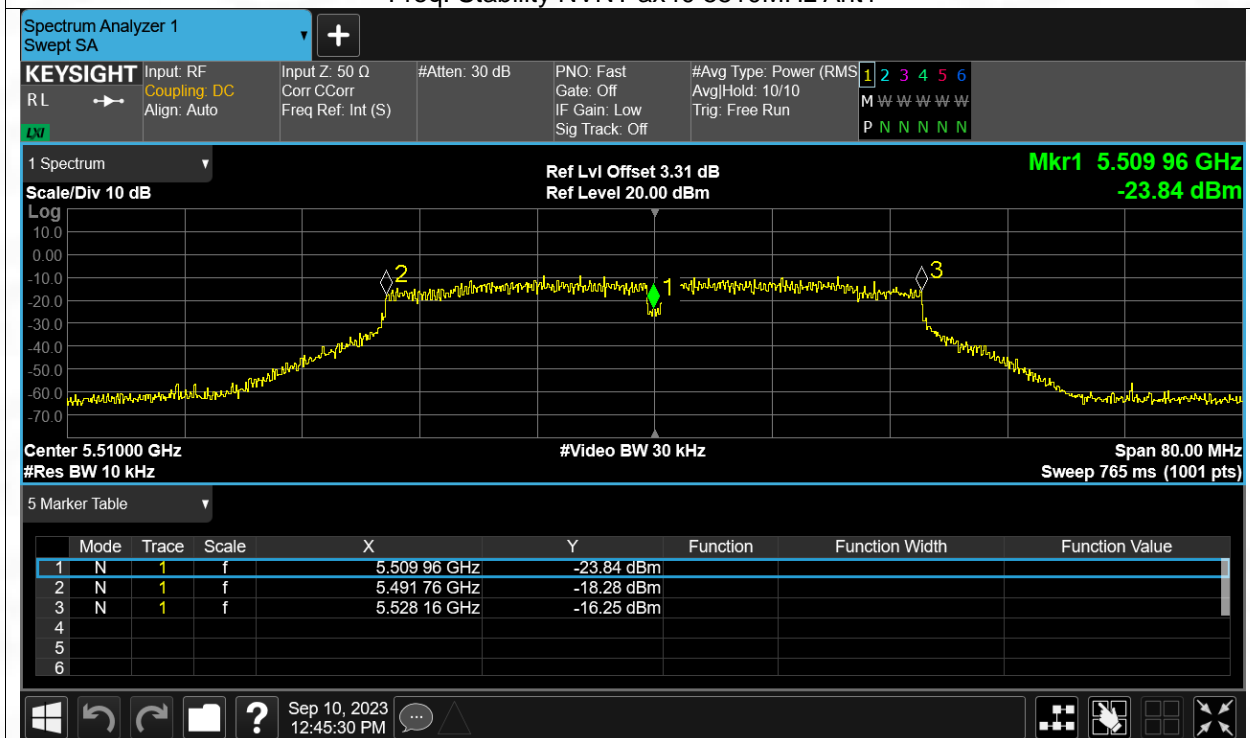 Spectrum Analyzer 1
Swept SA
+
KEYSIGHT
RL
LXI
Input: RF
Coupling: DC
Align: Auto
Input Z: 50 Ω
Corr CCorr
Freq Ref: Int (S)
#Atten: 30 dB
PNO: Fast
Gate: Off
IF Gain: Low
Sig Track: Off
#Avg Type: Power (RMS
Avg|Hold: 10/10
Trig: Free Run
1 2 3 4 5 6
M W W W W W
P N N N N N
1 Spectrum
Scale/Div 10 dB
Ref Lvl Offset 3.31 dB
Ref Level 20.00 dBm
Mkr1 5.509 96 GHz
-23.84 dBm
Log
10.0
0.00
-10.0
-20.0
-30.0
-40.0
-50.0
-60.0
-70.0
2
1
3
Center 5.51000 GHz
#Video BW 30 kHz
Span 80.00 MHz
#Res BW 10 kHz
Sweep 765 ms (1001 pts)
5 Marker Table
Mode Trace Scale X Y Function Function Width Function Value
1 N 1 f 5.509 96 GHz -23.84 dBm
2 N 1 f 5.491 76 GHz -18.28 dBm
3 N 1 f 5.528 16 GHz -16.25 dBm
4
5
6
?
Sep 10, 2023
12:45:30 PM